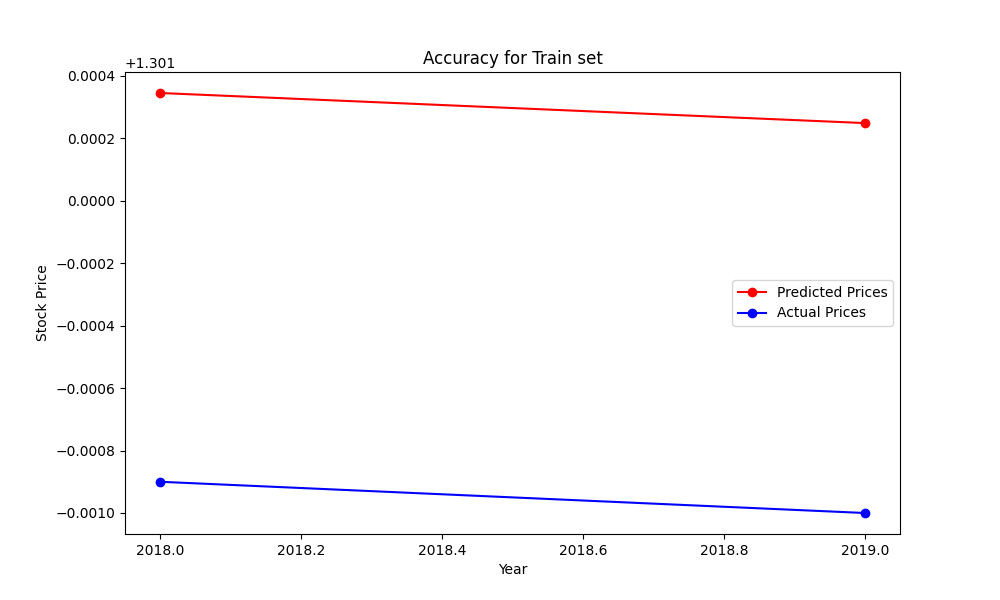 Accuracy for Train set
+1.301
0.0004
0.0002
0.0000
−0.0002
−0.0004
−0.0006
−0.0008
−0.0010
Stock Price
Predicted Prices
Actual Prices
2018.0 2018.2 2018.4 2018.6 2018.8 2019.0
Year